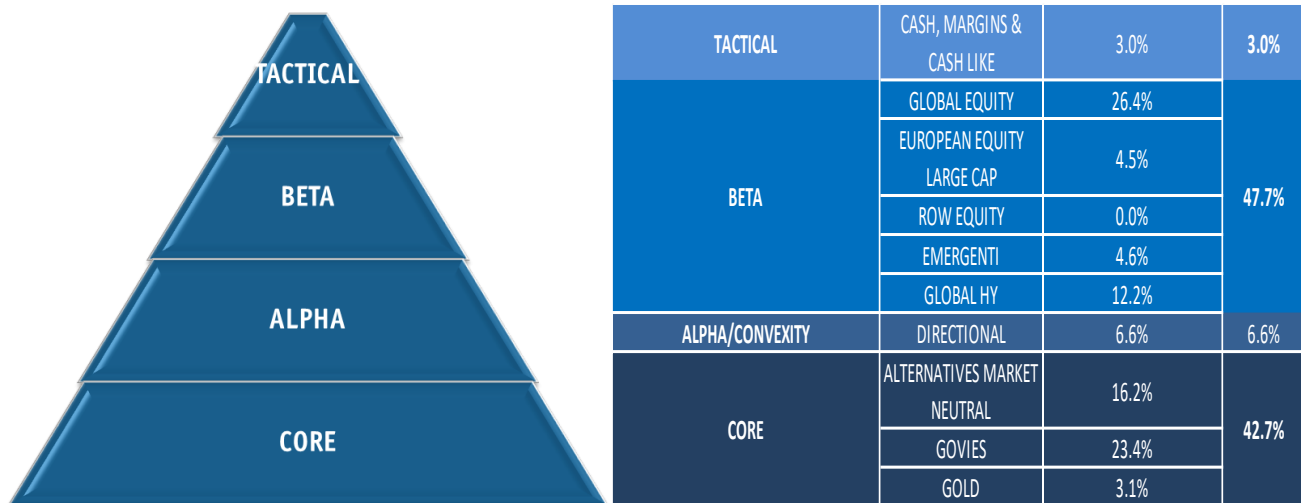 TACTICAL
BETA
ALPHA
CORE
TACTICAL
CASH, MARGINS &
CASH LIKE
3.0%
3.0%
BETA
GLOBAL EQUITY
26.4%
EUROPEAN EQUITY
LARGE CAP
4.5%
ROW EQUITY
0.0%
EMERGENTI
4.6%
GLOBAL HY
12.2%
47.7%
ALPHA/CONVEXITY
DIRECTIONAL
6.6%
6.6%
CORE
ALTERNATIVES MARKET
NEUTRAL
16.2%
GOVIES
23.4%
GOLD
3.1%
42.7%